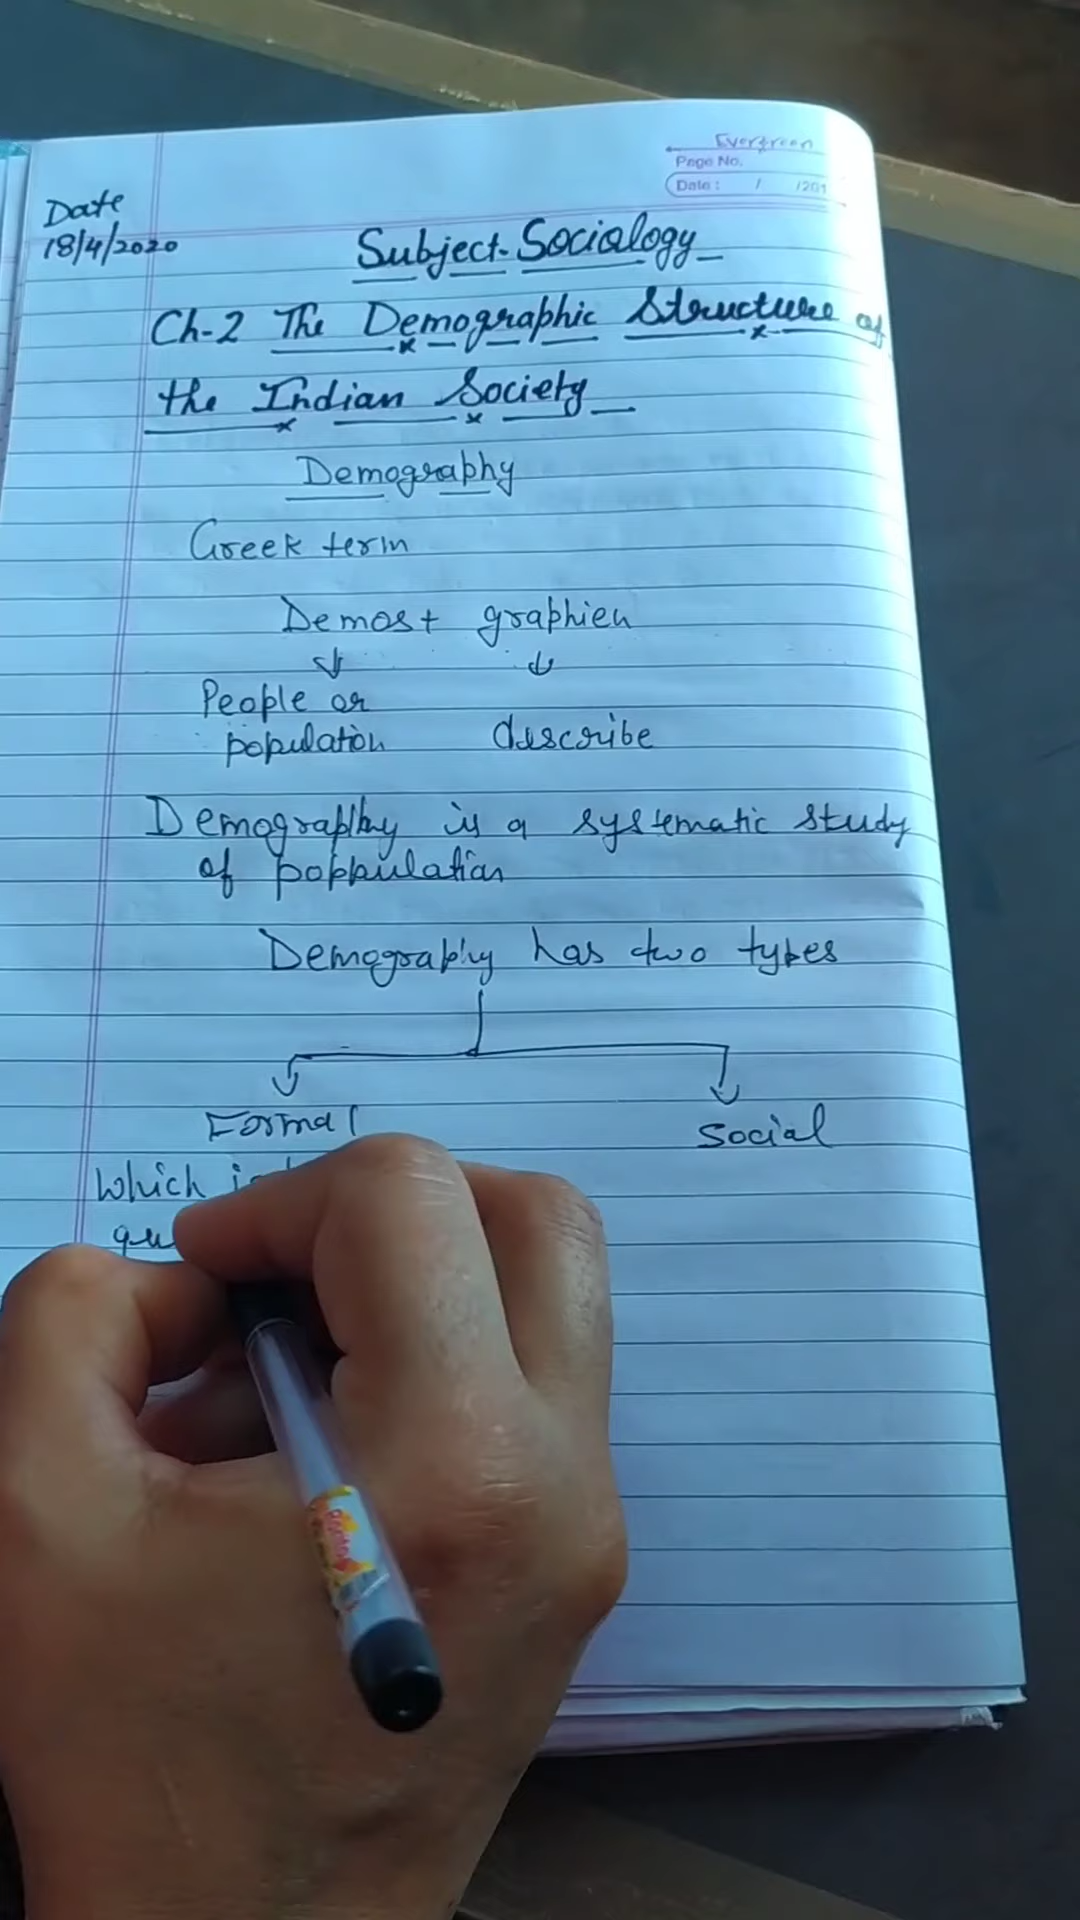 Evergreen
Page No.
Date : / /201
Date
18/4/2020
Subject-Socialogy
Ch-2 The Demographic Structure of
the Indian Society
Demography
Greek term
Demos + graphien
People or
population describe
Demography is a systematic study
of poppulation
Demography has two types
Formal Social
Which